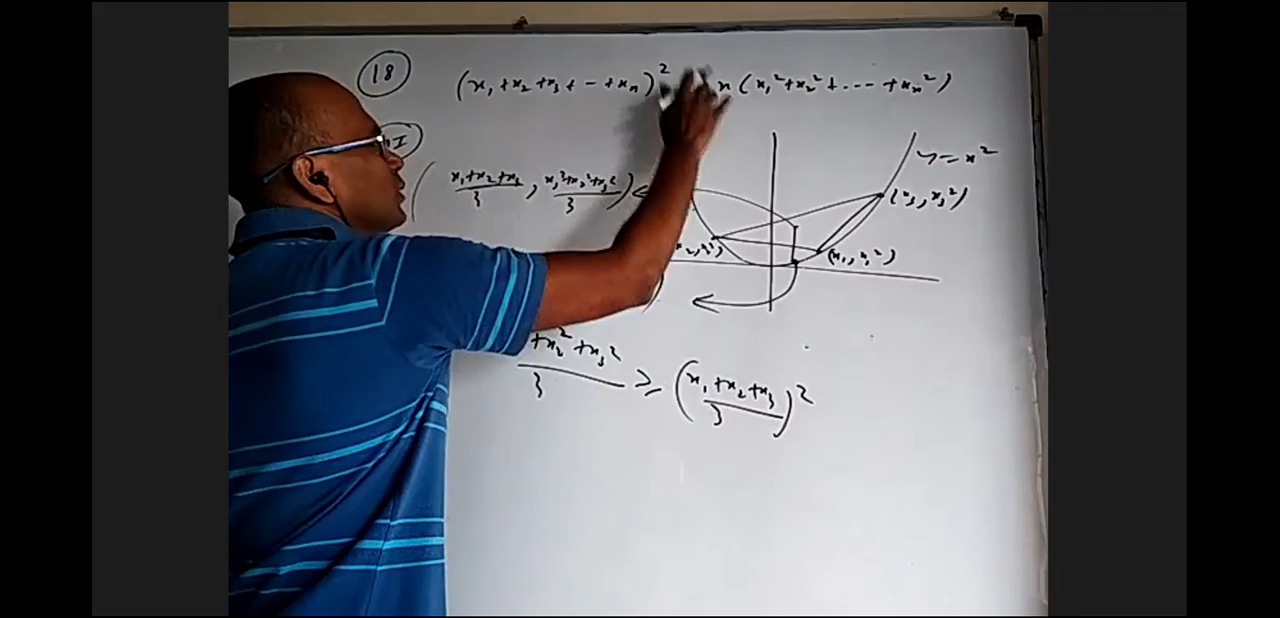 18
(x₁ + x₂ + x₃ + - + xₙ)² n (x₁² + x₂² + ... + xₙ²)
I
y = x²
(x₁ + x₂ + x₃ / 3 , x₁² + x₂² + x₃² / 3)
(x₃, x₃²)
(x₁, x₁²)
+ x₂² + x₃² / 3 ≥ (x₁ + x₂ + x₃ / 3)²